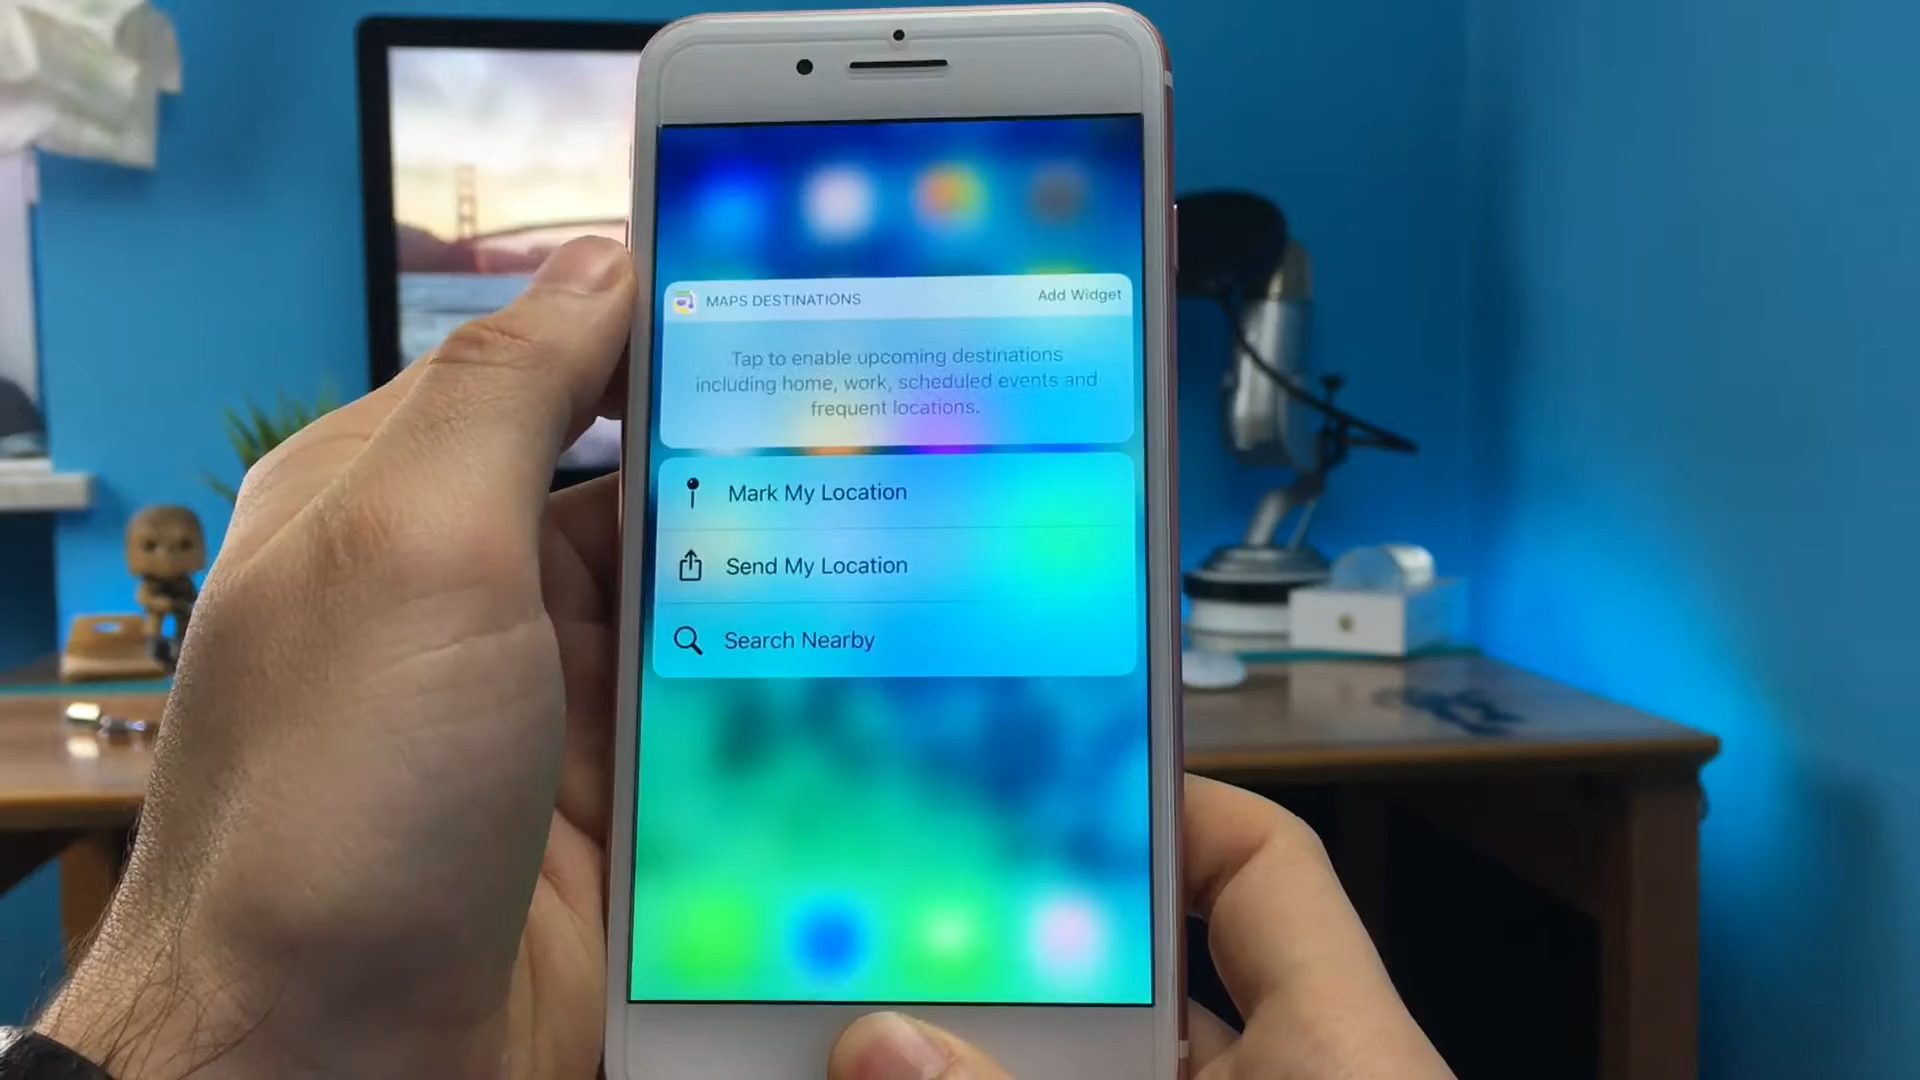 MAPS DESTINATIONS
Add Widget
Tap to enable upcoming destinations
including home, work, scheduled events and
frequent locations.
Mark My Location
Send My Location
Search Nearby